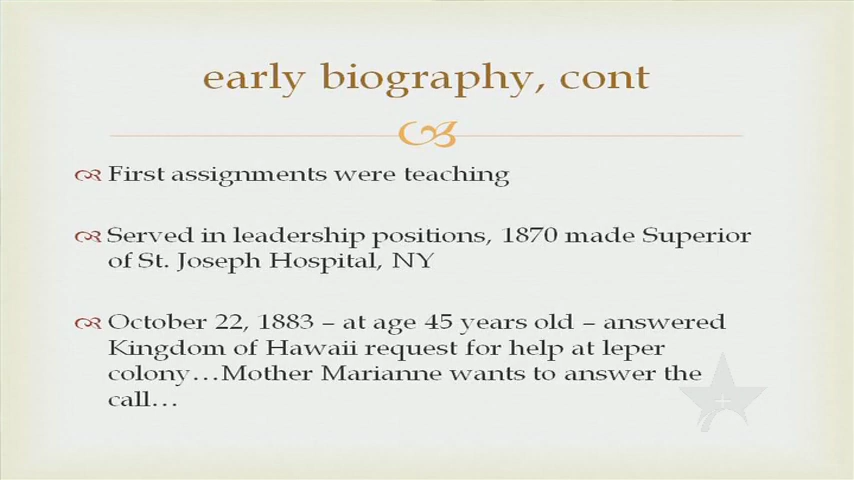 early biography, cont
First assignments were teaching
Served in leadership positions, 1870 made Superior
of St. Joseph Hospital, NY
October 22, 1883 – at age 45 years old – answered
Kingdom of Hawaii request for help at leper
colony…Mother Marianne wants to answer the
call…